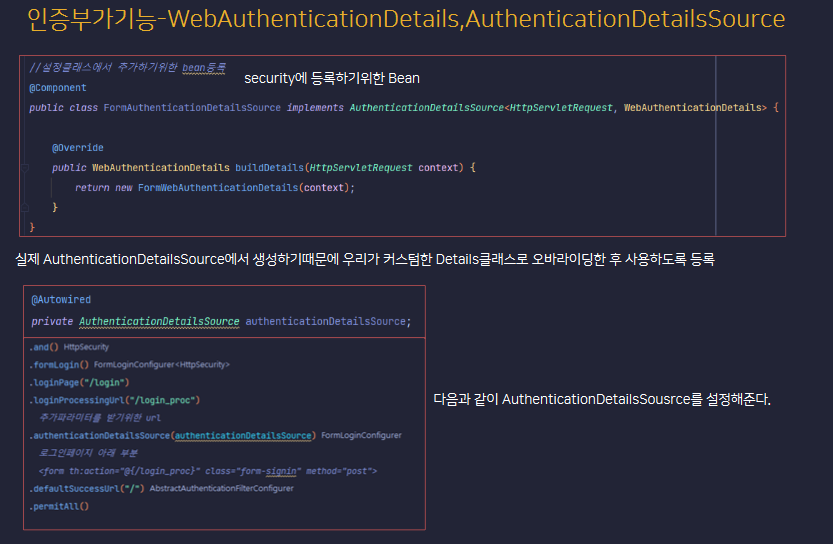 인증부가기능-WebAuthenticationDetails,AuthenticationDetailsSource
//설정클래스에서 추가하기위한 bean등록
security에 등록하기위한 Bean
@Component
public class FormAuthenticationDetailsSource implements AuthenticationDetailsSource<HttpServletRequest, WebAuthenticationDetails> {
@Override
public WebAuthenticationDetails buildDetails(HttpServletRequest context) {
return new FormWebAuthenticationDetails(context);
}
}
실제 AuthenticationDetailsSource에서 생성하기때문에 우리가 커스텀한 Details클래스로 오바라이딩한 후 사용하도록 등록
@Autowired
private AuthenticationDetailsSource authenticationDetailsSource;
.and() HttpSecurity
.formLogin() FormLoginConfigurer<HttpSecurity>
.loginPage("/login")
.loginProcessingUrl("/login_proc")
추가파라미터를 받기위한 url
.authenticationDetailsSource(authenticationDetailsSource) FormLoginConfigurer
로그인페이지 아래 부분
<form th:action="@{/login_proc}" class="form-signin" method="post">
.defaultSuccessUrl("/") AbstractAuthenticationFilterConfigurer
.permitAll()
다음과 같이 AuthenticationDetailsSousrce를 설정해준다.